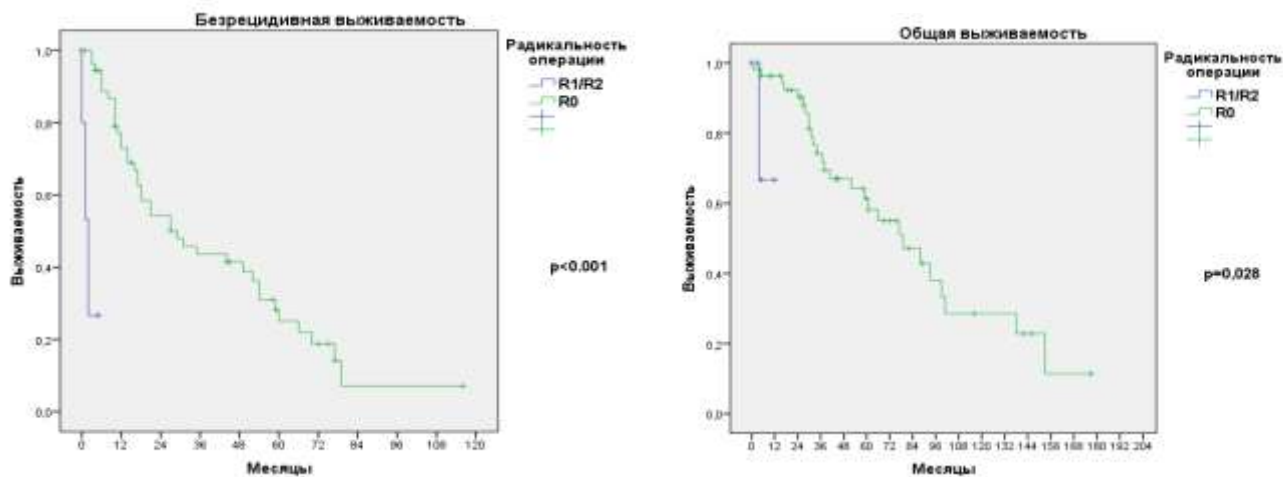 Безрецидивная выживаемость
Радикальность
операции
R1/R2
R0
1,0
0,8
0,6
0,4
0,2
0,0
Выживаемость
p<0.001
0 12 24 36 48 60 72 84 96 108 120
Месяцы
Общая выживаемость
Радикальность
операции
R1/R2
R0
1,0
0,8
0,6
0,4
0,2
0,0
Выживаемость
p=0,028
0 12 24 36 48 60 72 84 96 108 120 132 144 156 168 180 192 204
Месяцы